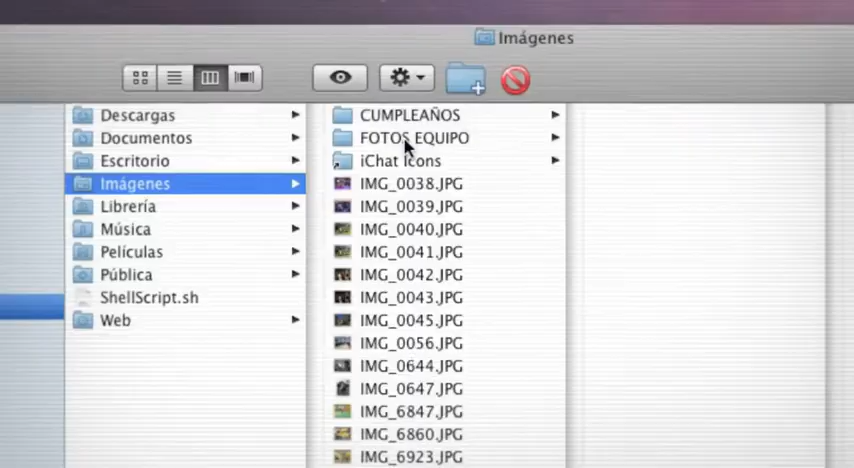 Imágenes
Descargas
Documentos
Escritorio
Imágenes
Librería
Música
Películas
Pública
ShellScript.sh
Web
CUMPLEAÑOS
FOTOS EQUIPO
iChat Icons
IMG_0038.JPG
IMG_0039.JPG
IMG_0040.JPG
IMG_0041.JPG
IMG_0042.JPG
IMG_0043.JPG
IMG_0045.JPG
IMG_0056.JPG
IMG_0644.JPG
IMG_0647.JPG
IMG_6847.JPG
IMG_6860.JPG
IMG_6923.JPG